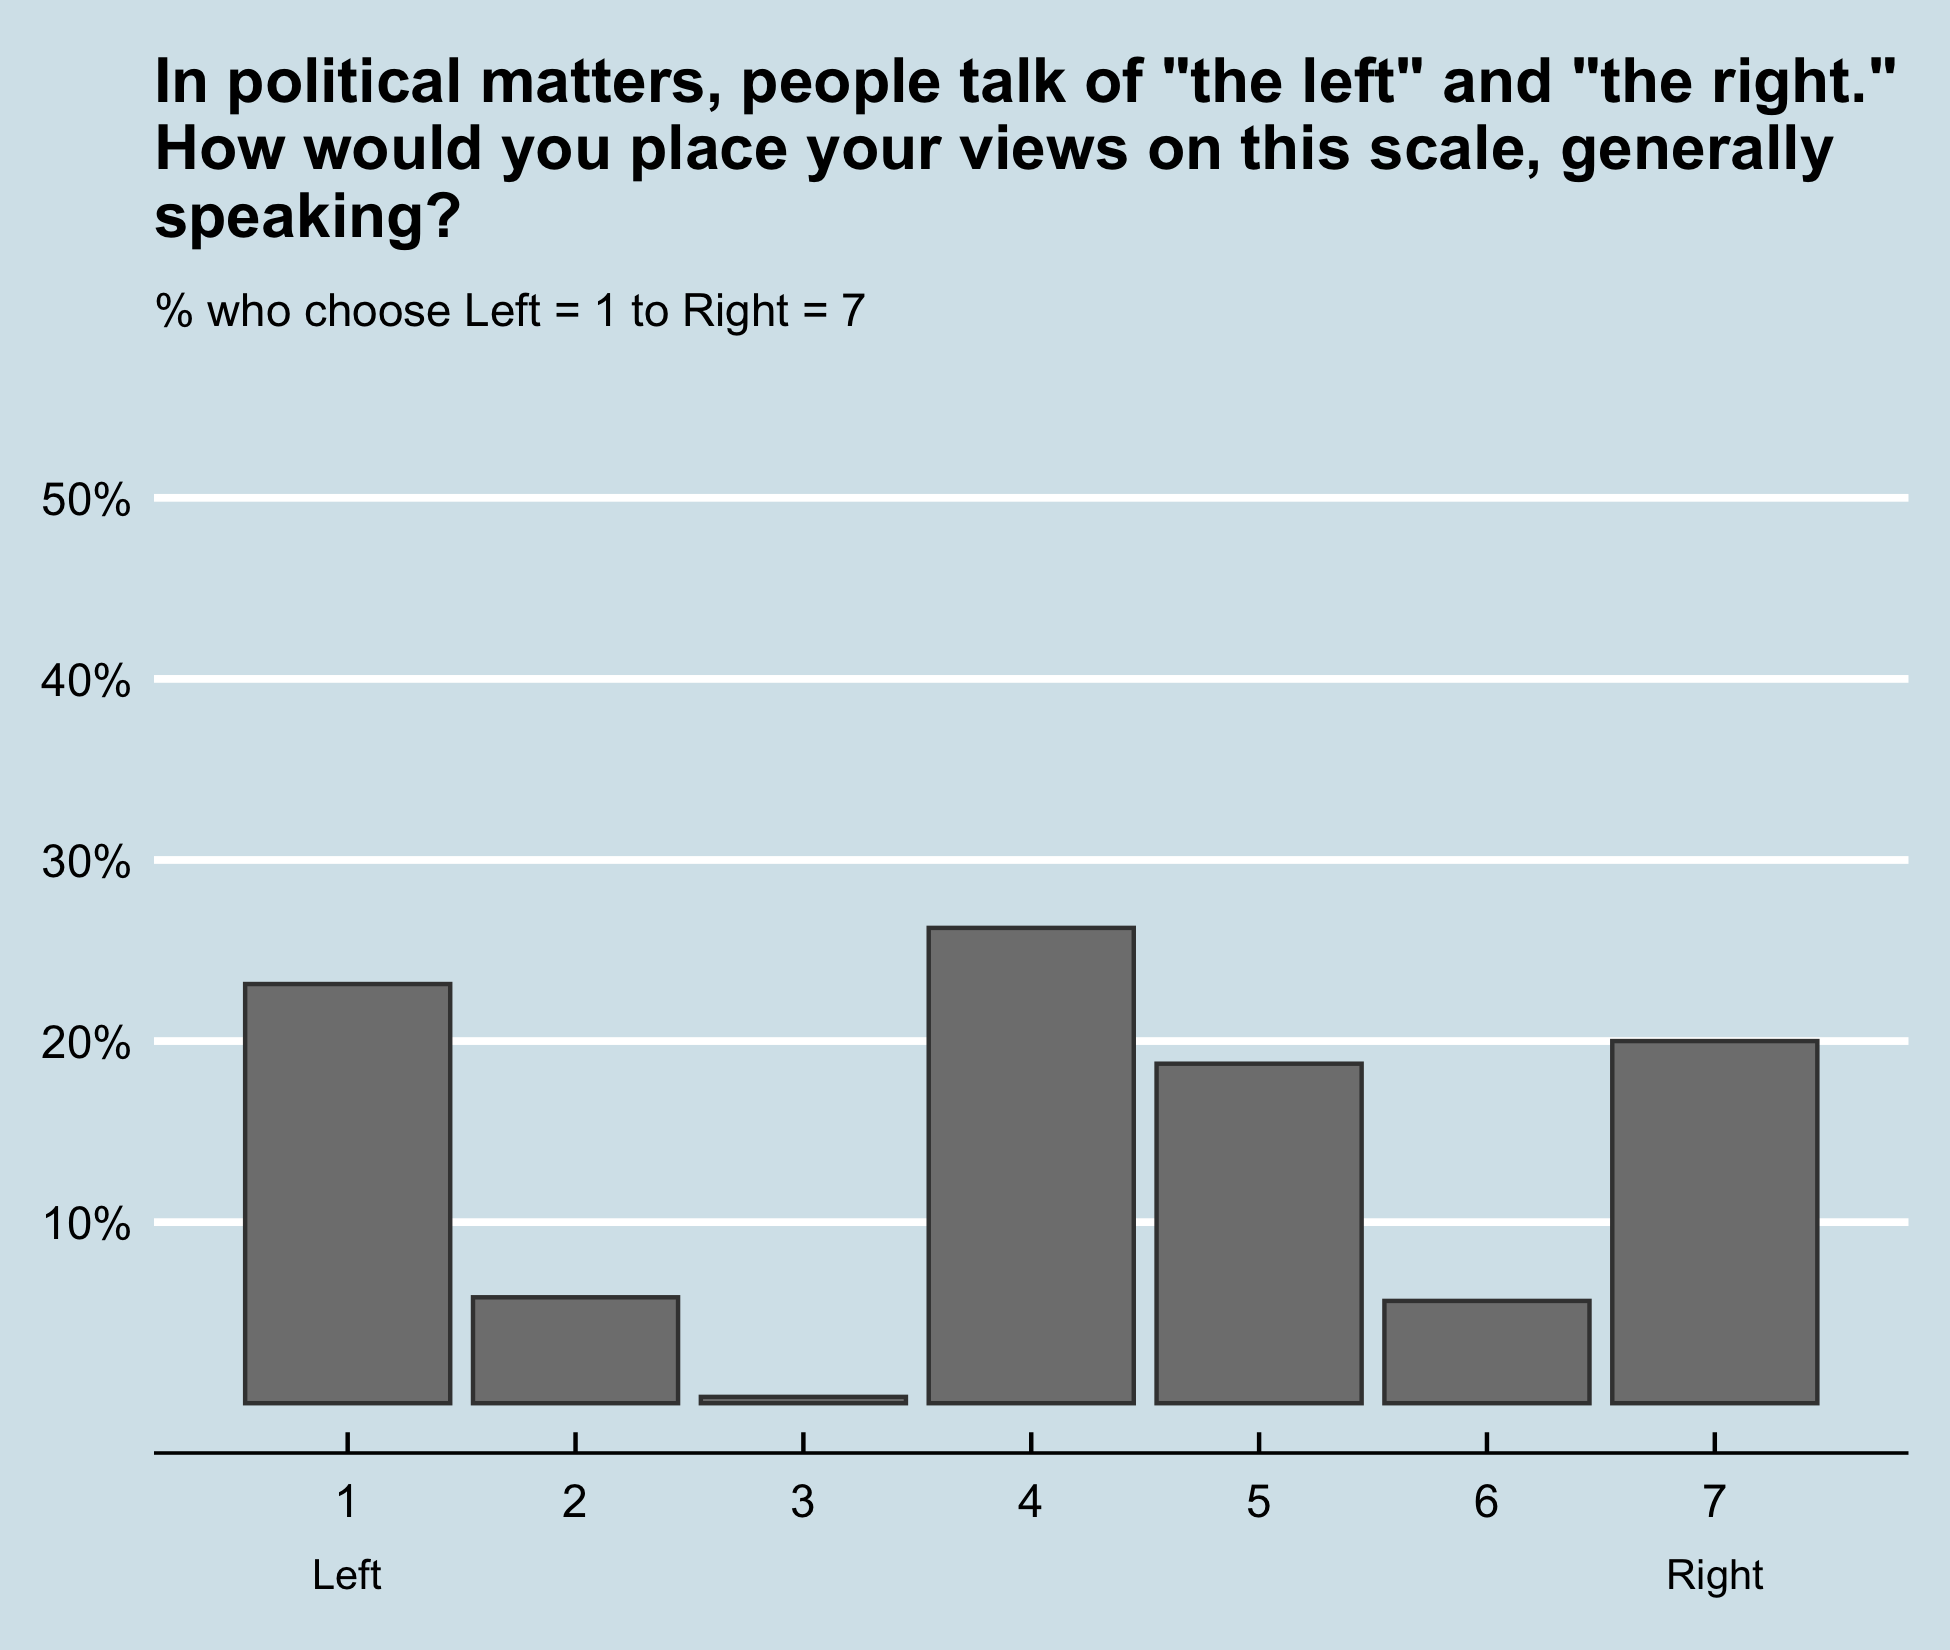 In political matters, people talk of "the left" and "the right."
How would you place your views on this scale, generally
speaking?
% who choose Left = 1 to Right = 7
50%
40%
30%
20%
10%
1 2 3 4 5 6 7
Left Right